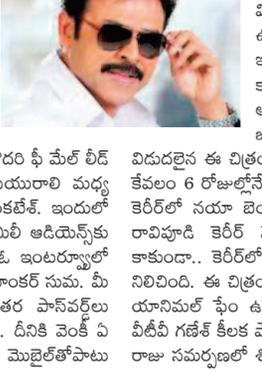 ఏ
ఉ
ఇ
క
అ
ఒ
ొదరి ఫీ మేల్ లీడ్
ియురాలి మధ్య
ంకటేశ్. ఇందులో
మిలీ ఆడియెన్స్‌కు
ఓ ఇంటర్వ్యూలో
ాంకర్ సుమ. మీ
తర పాస్‌వర్డ్‌లు
. దీనికి వెంకీ ఏ
మొబైల్‌తోపాటు
విడుదలైన ఈ చిత్రం
కేవలం 6 రోజుల్లోనే
కెరీర్‌లో నయా బెం
రావిపూడి కెరీర్
కాకుండా.. కెరీర్‌లో
నిలిచింది. ఈ చిత్రం
యానిమల్ ఫేం ఉ
వీటీవీ గణేశ్ కీలక ప
రాజు సమర్పణలో శి